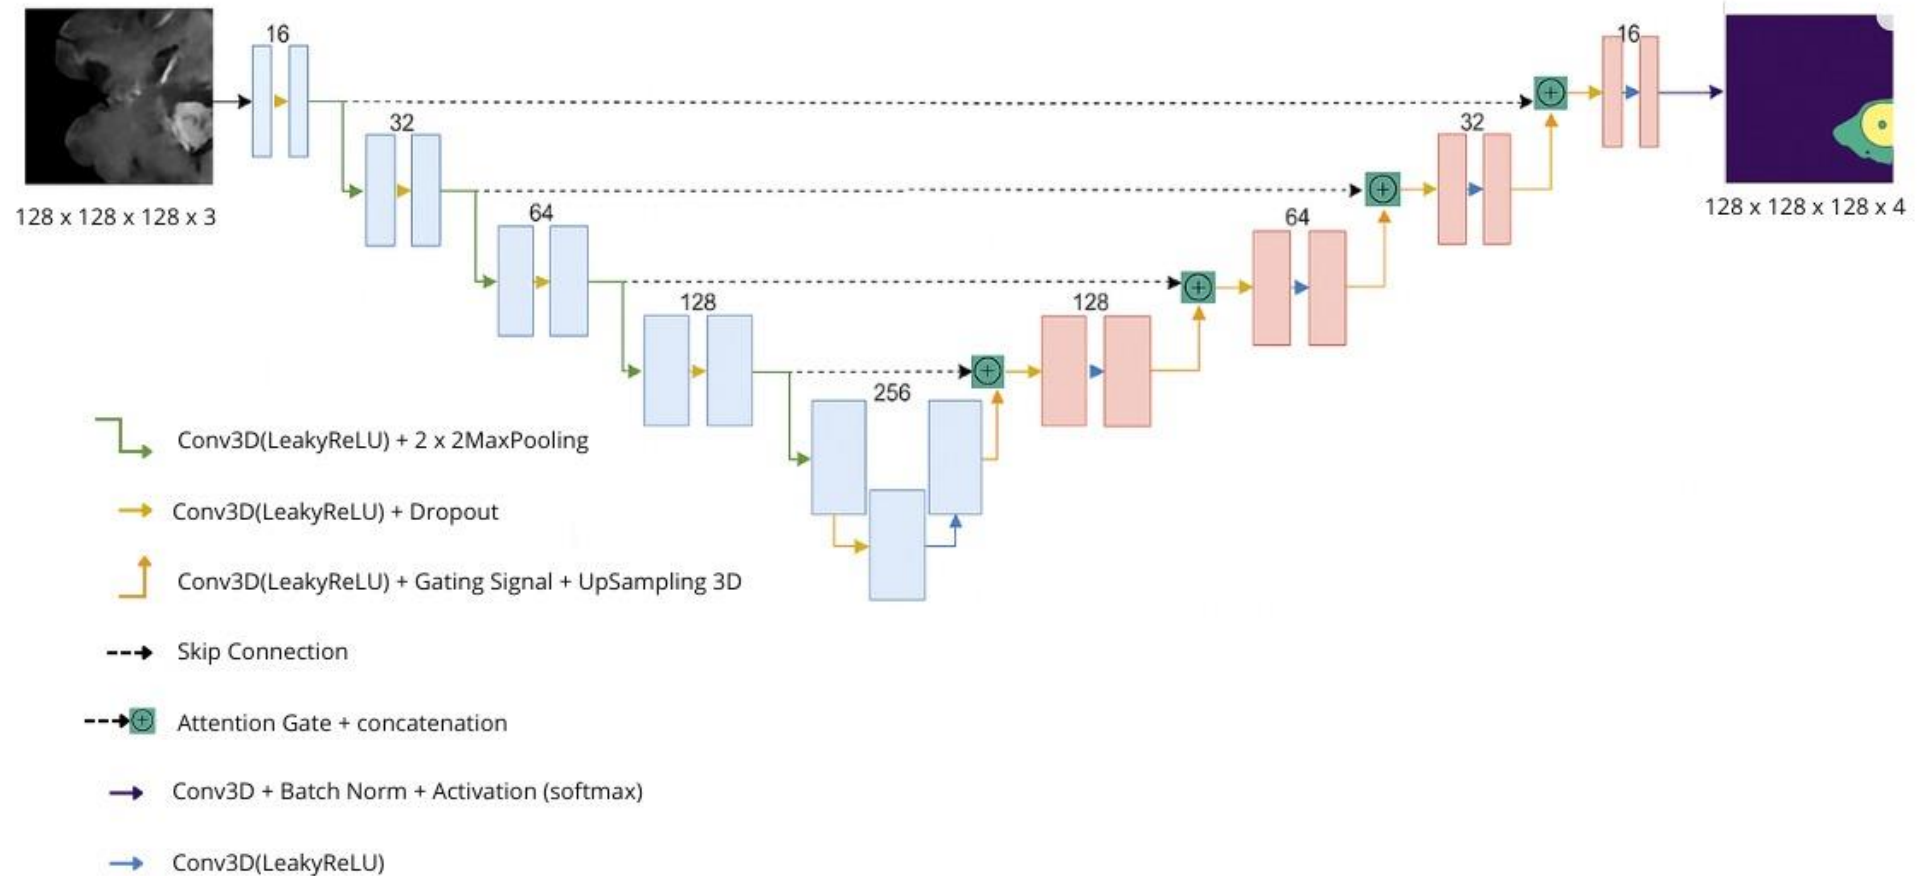 16
16
128 x 128 x 128 x 3
32
32
128 x 128 x 128 x 4
64
64
128
128
256
Conv3D(LeakyReLU) + 2 x 2MaxPooling
Conv3D(LeakyReLU) + Dropout
Conv3D(LeakyReLU) + Gating Signal + UpSampling 3D
Skip Connection
Attention Gate + concatenation
Conv3D + Batch Norm + Activation (softmax)
Conv3D(LeakyReLU)